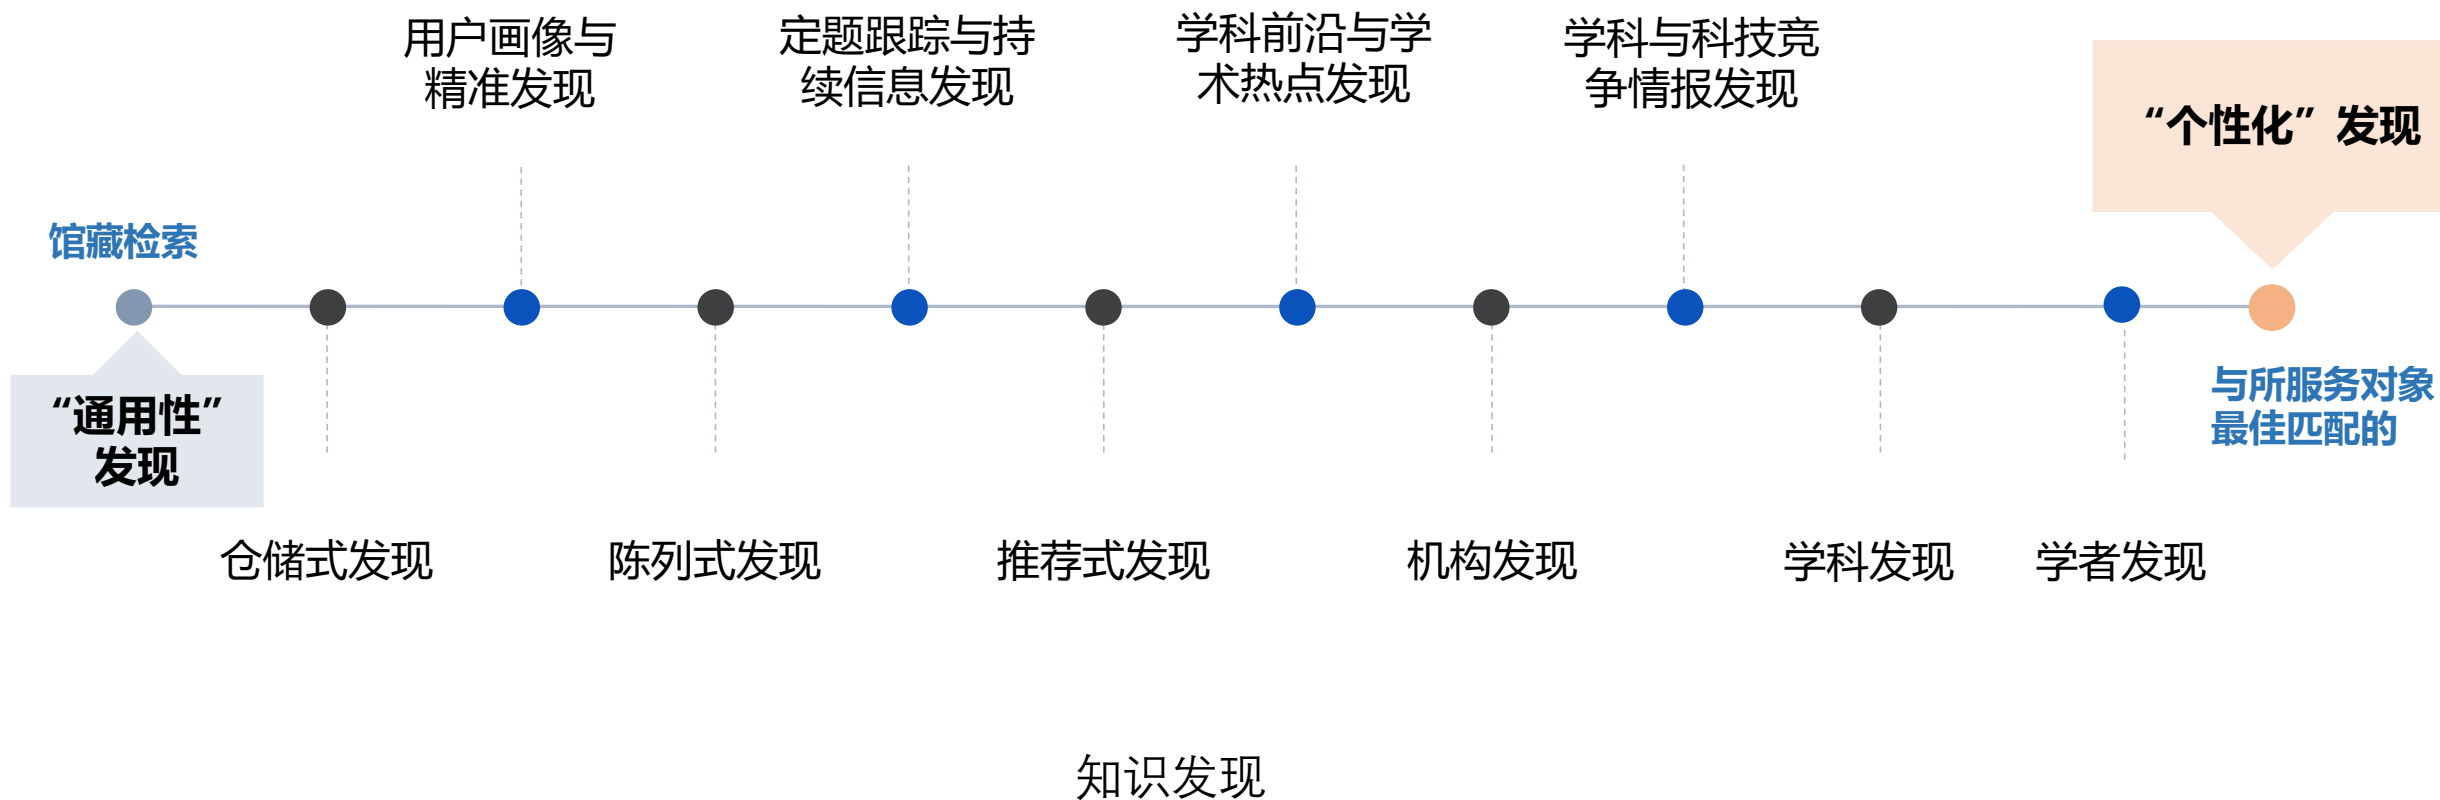 用户画像与
精准发现
定题跟踪与持
续信息发现
学科前沿与学
术热点发现
学科与科技竞
争情报发现
“个性化”发现
馆藏检索
“通用性”
发现
与所服务对象
最佳匹配的
仓储式发现
阵列式发现
推荐式发现
机构发现
学科发现
学者发现
知识发现